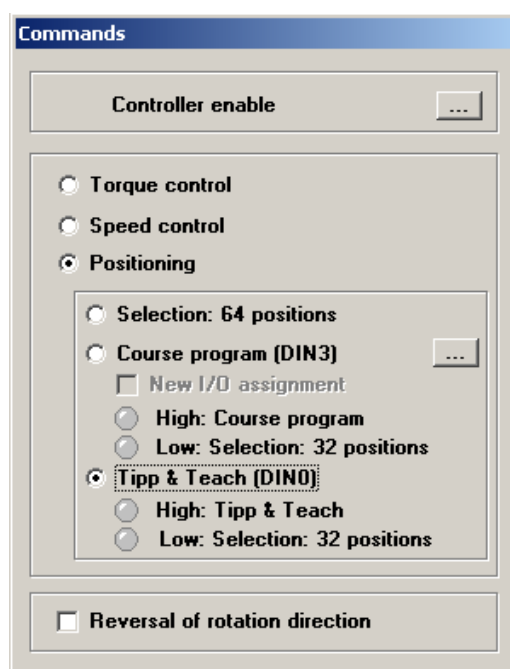 Commands
Controller enable ...
Torque control
Speed control
Positioning
Selection: 64 positions
Course program (DIN3) ...
New I/O assignment
High: Course program
Low: Selection: 32 positions
Tipp & Teach (DIN0)
High: Tipp & Teach
Low: Selection: 32 positions
Reversal of rotation direction